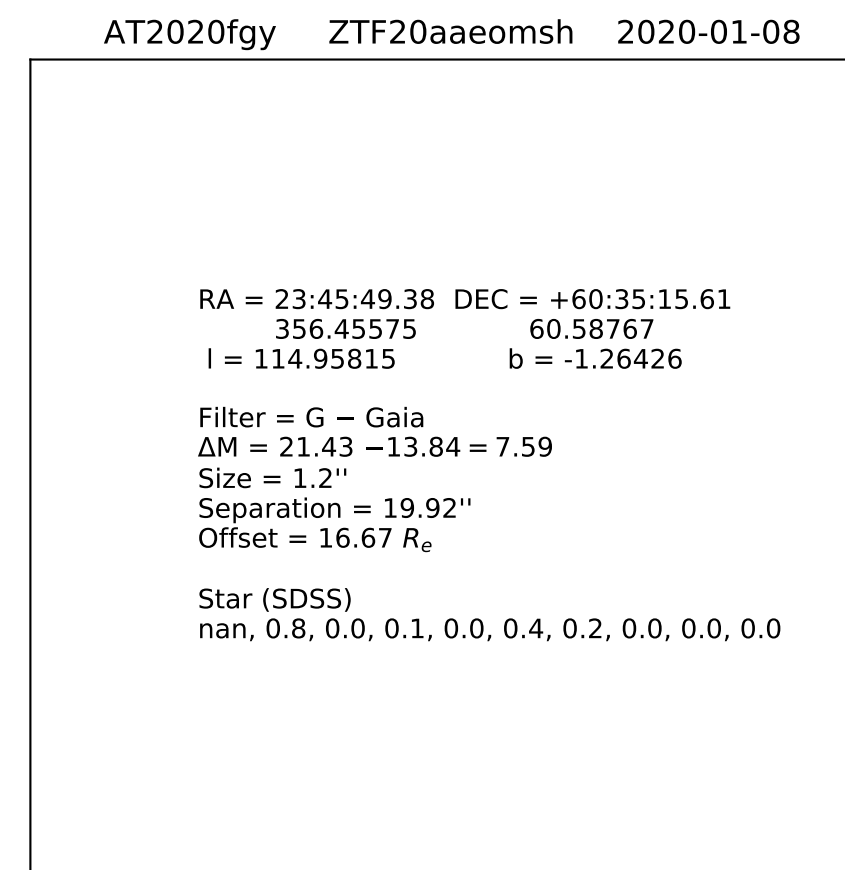 AT2020fgy ZTF20aaeomsh 2020-01-08
RA = 23:45:49.38 DEC = +60:35:15.61
356.45575 60.58767
l = 114.95815 b = -1.26426
Filter = G − Gaia
ΔM = 21.43 −13.84 = 7.59
Size = 1.2''
Separation = 19.92''
Offset = 16.67 Re
Star (SDSS)
nan, 0.8, 0.0, 0.1, 0.0, 0.4, 0.2, 0.0, 0.0, 0.0